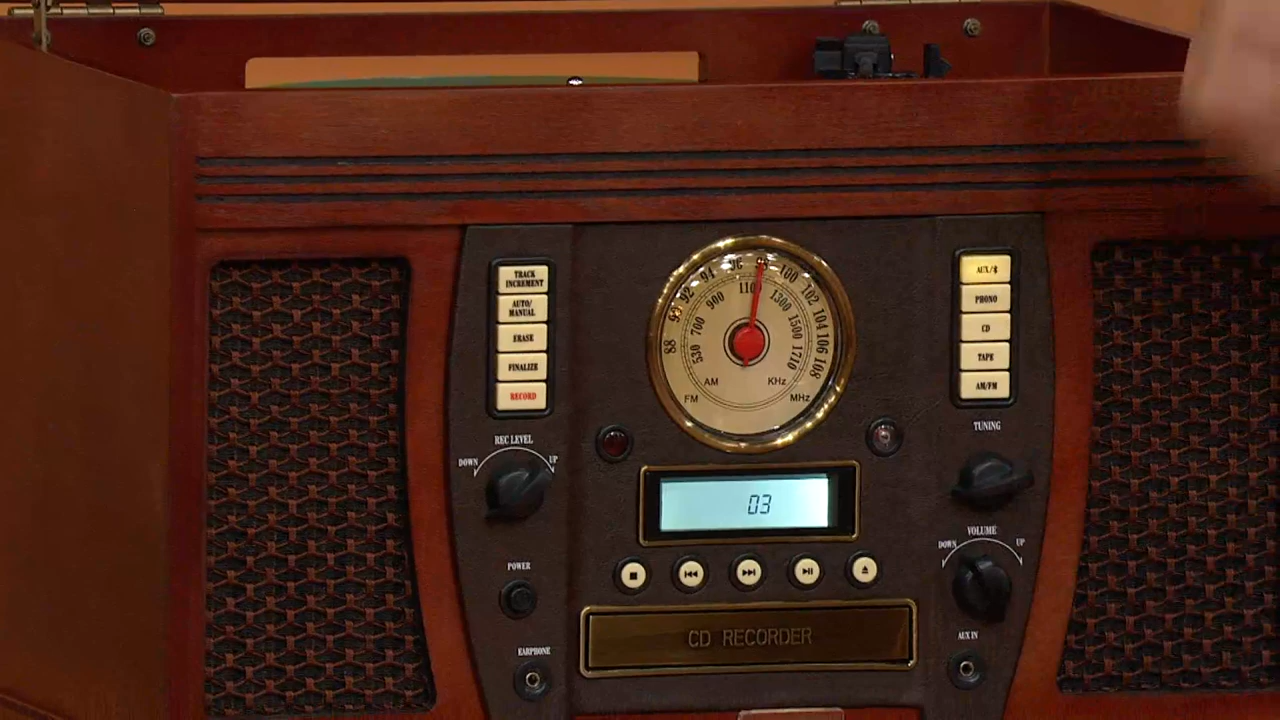 TRACK
INCREMENT
AUTO/
MANUAL
ERASE
FINALIZE
RECORD
REC LEVEL
DOWN UP
POWER
EARPHONE
88 92 94 96 98 100 102 104 106 108
530 700 900 1300 1500 1710
AM KHz
FM MHz
03
CD RECORDER
AUX/
PHONO
CD
TAPE
AM/FM
TUNING
VOLUME
DOWN UP
AUX IN